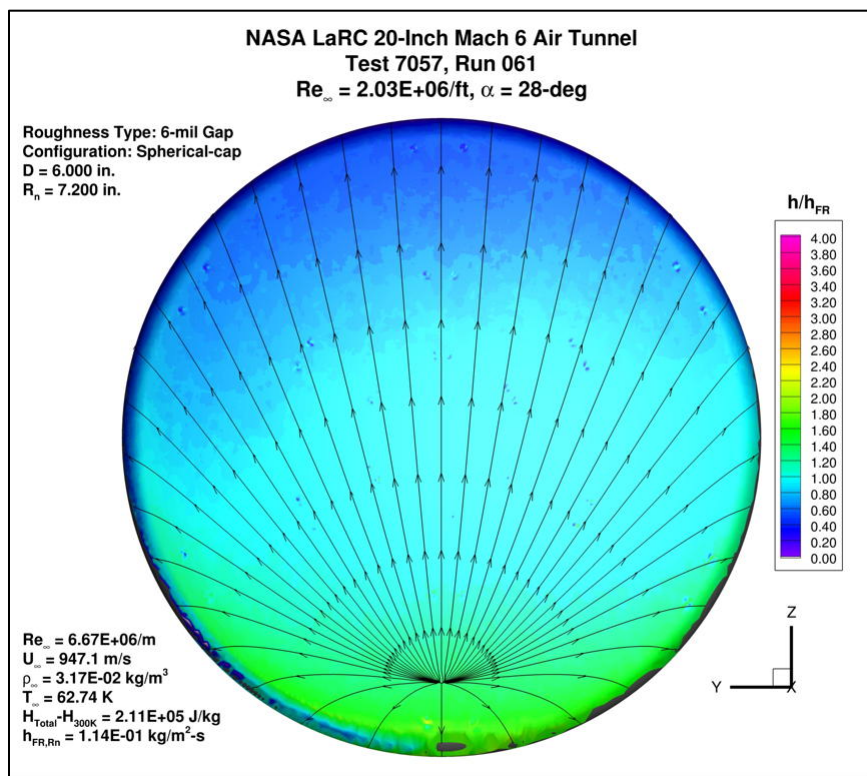 NASA LaRC 20-Inch Mach 6 Air Tunnel
Test 7057, Run 061
Re∞ = 2.03E+06/ft, α = 28-deg
Roughness Type: 6-mil Gap
Configuration: Spherical-cap
D = 6.000 in.
Rn = 7.200 in.
h/hFR
4.00
3.80
3.60
3.40
3.20
3.00
2.80
2.60
2.40
2.20
2.00
1.80
1.60
1.40
1.20
1.00
0.80
0.60
0.40
0.20
0.00
Re∞ = 6.67E+06/m
U∞ = 947.1 m/s
ρ∞ = 3.17E-02 kg/m³
T∞ = 62.74 K
HTotal-H300K = 2.11E+05 J/kg
hFR,Rn = 1.14E-01 kg/m²-s
Z
Y
X